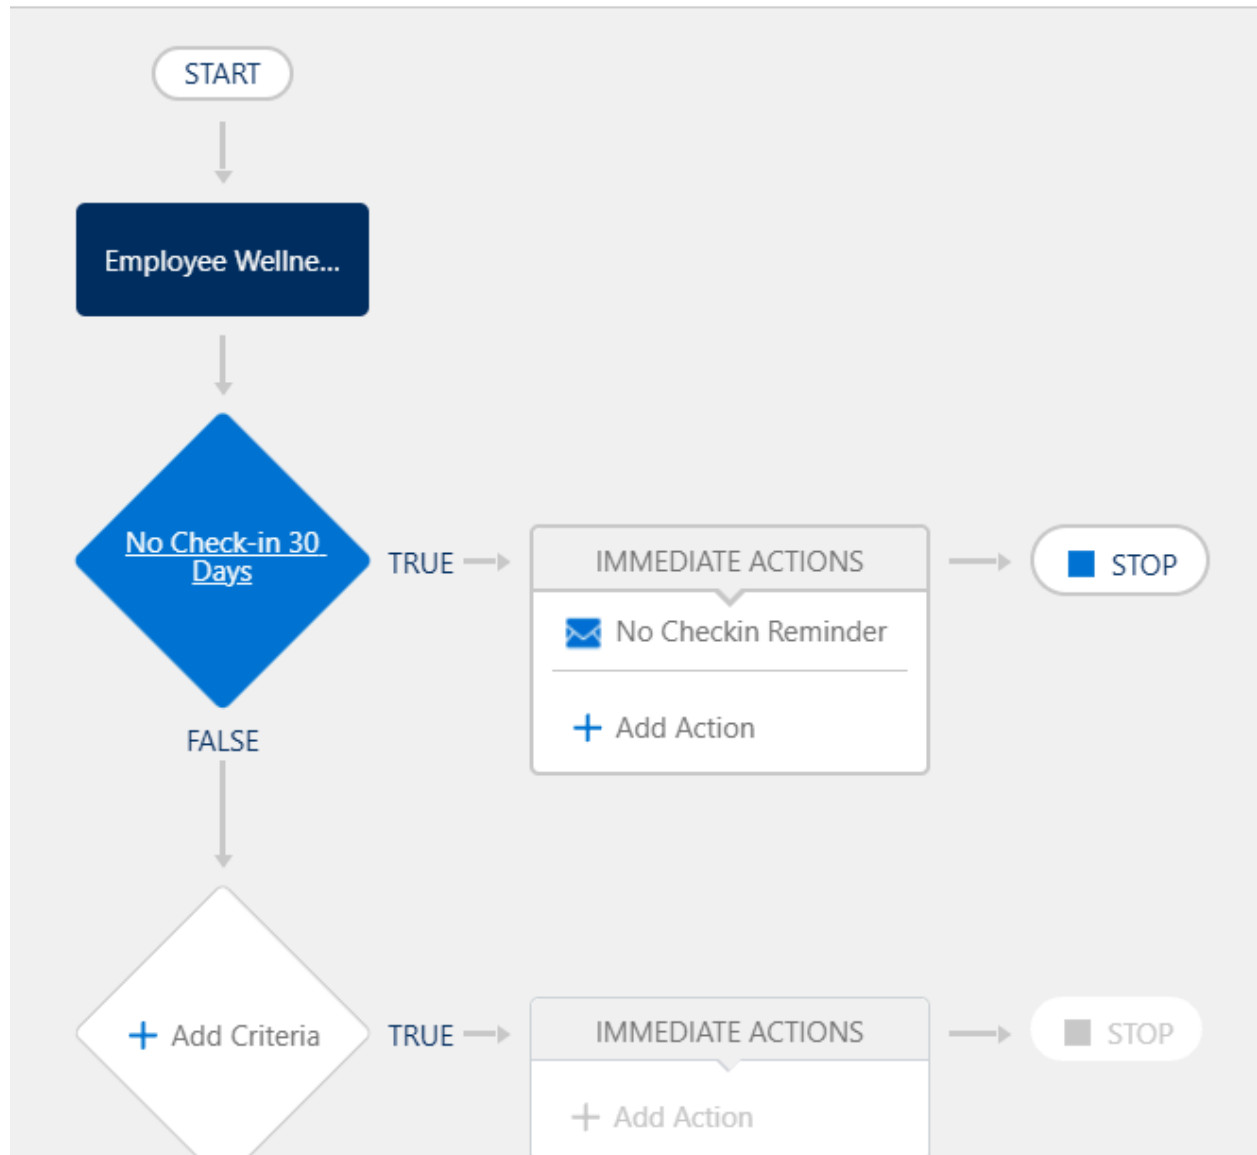 START
Employee Wellne...
No Check-in 30
Days
TRUE
IMMEDIATE ACTIONS
STOP
No Checkin Reminder
Add Action
FALSE
Add Criteria
TRUE
IMMEDIATE ACTIONS
STOP
Add Action